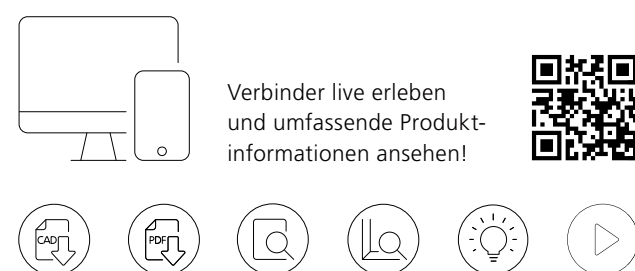 Verbinder live erleben
und umfassende Produkt-
informationen ansehen!
CAD PDF